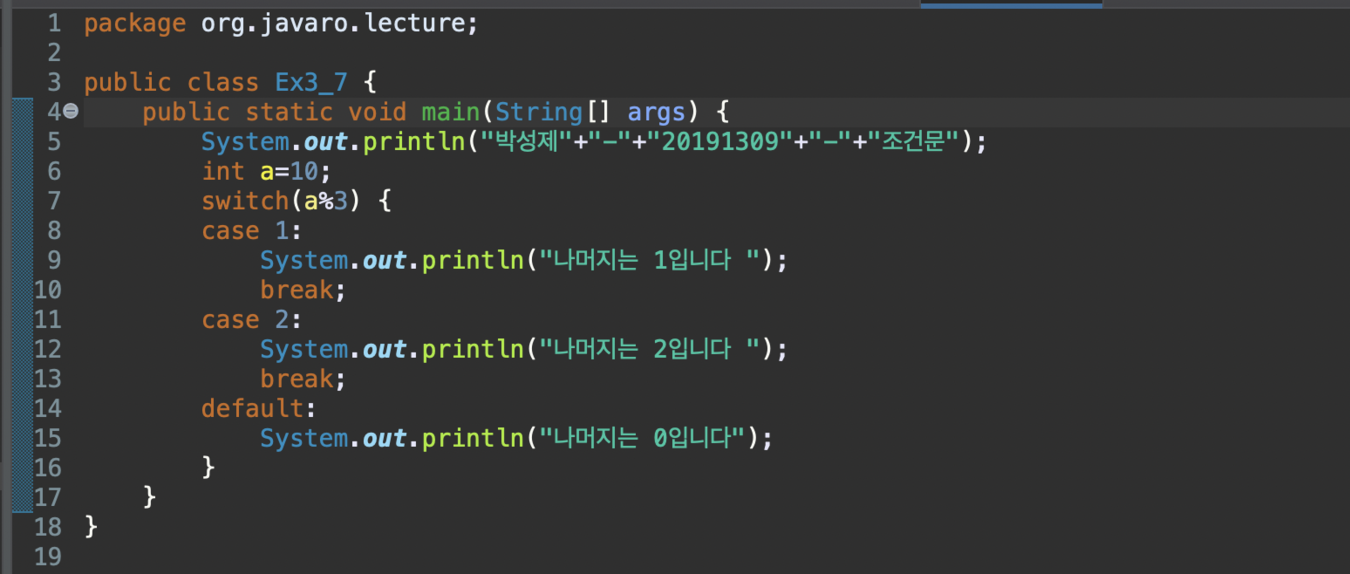 1 package org.javaro.lecture;
2
3 public class Ex3_7 {
4 public static void main(String[] args) {
5 System.out.println("박성제"+"-"+"20191309"+"-"+"조건문");
6 int a=10;
7 switch(a%3) {
8 case 1:
9 System.out.println("나머지는 1입니다 ");
10 break;
11 case 2:
12 System.out.println("나머지는 2입니다 ");
13 break;
14 default:
15 System.out.println("나머지는 0입니다");
16 }
17 }
18 }
19